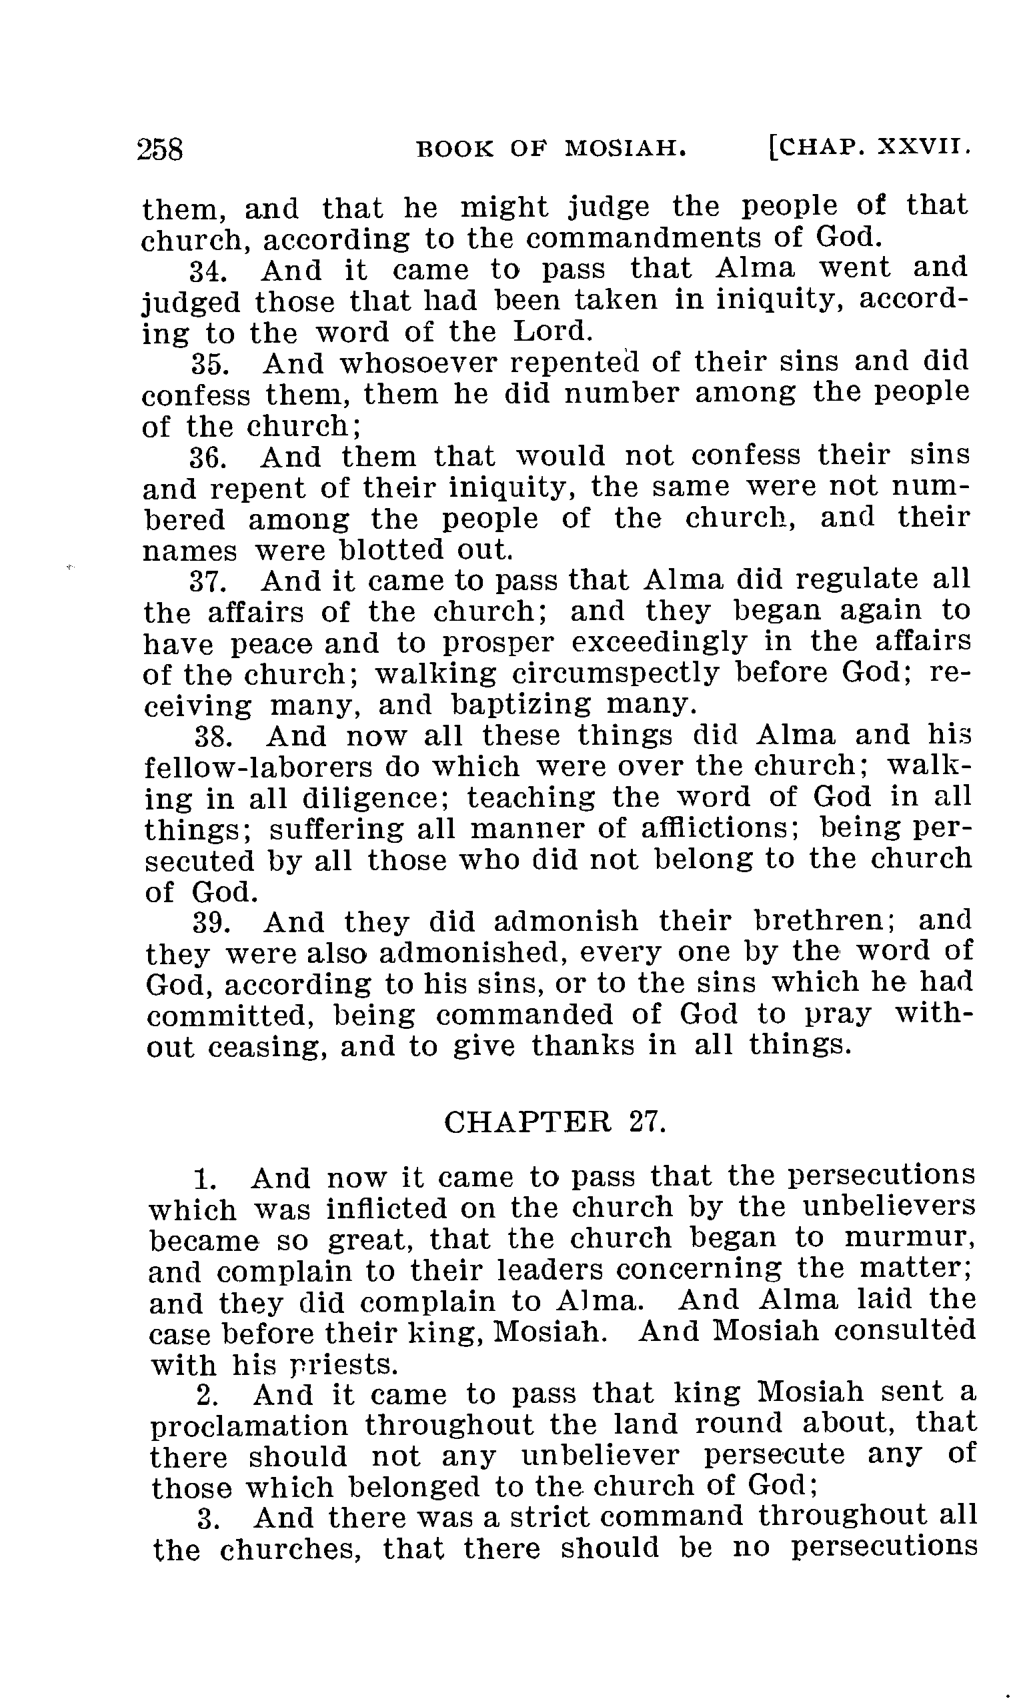 258 BOOK OF MOSIAH. [CHAP. XXVII.
them, and that he might judge the people of that
church, according to the commandments of God.
34. And it came to pass that Alma went and
judged those that had been taken in iniquity, accord-
ing to the word of the Lord.
35. And whosoever repented of their sins and did
confess them, them he did number among the people
of the church;
36. And them that would not confess their sins
and repent of their iniquity, the same were not num-
bered among the people of the church, and their
names were blotted out.
37. And it came to pass that Alma did regulate all
the affairs of the church; and they began again to
have peace and to prosper exceedingly in the affairs
of the church; walking circumspectly before God; re-
ceiving many, and baptizing many.
38. And now all these things did Alma and his
fellow-laborers do which were over the church; walk-
ing in all diligence; teaching the word of God in all
things; suffering all manner of afflictions; being per-
secuted by all those who did not belong to the church
of God.
39. And they did admonish their brethren; and
they were also admonished, every one by the word of
God, according to his sins, or to the sins which he had
committed, being commanded of God to pray with-
out ceasing, and to give thanks in all things.
CHAPTER 27.
1. And now it came to pass that the persecutions
which was inflicted on the church by the unbelievers
became so great, that the church began to murmur,
and complain to their leaders concerning the matter;
and they did complain to Alma. And Alma laid the
case before their king, Mosiah. And Mosiah consulted
with his priests.
2. And it came to pass that king Mosiah sent a
proclamation throughout the land round about, that
there should not any unbeliever persecute any of
those which belonged to the church of God;
3. And there was a strict command throughout all
the churches, that there should be no persecutions